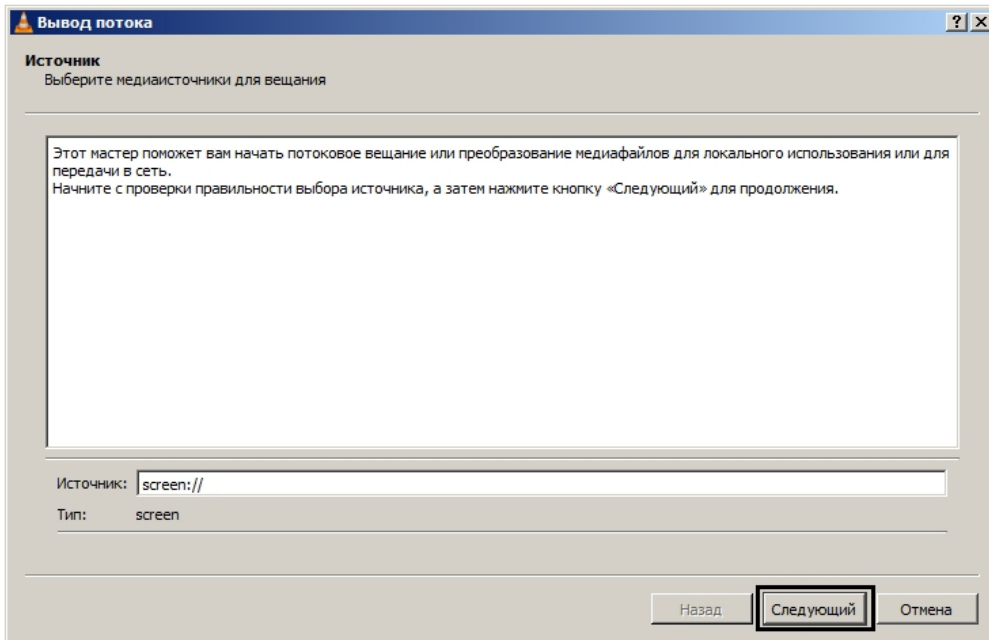 Вывод потока
Источник
Выберите медиаисточники для вещания
Этот мастер поможет вам начать потоковое вещание или преобразование медиафайлов для локального использования или для
передачи в сеть.
Начните с проверки правильности выбора источника, а затем нажмите кнопку «Следующий» для продолжения.
Источник: screen://
Тип: screen
Назад Следующий Отмена